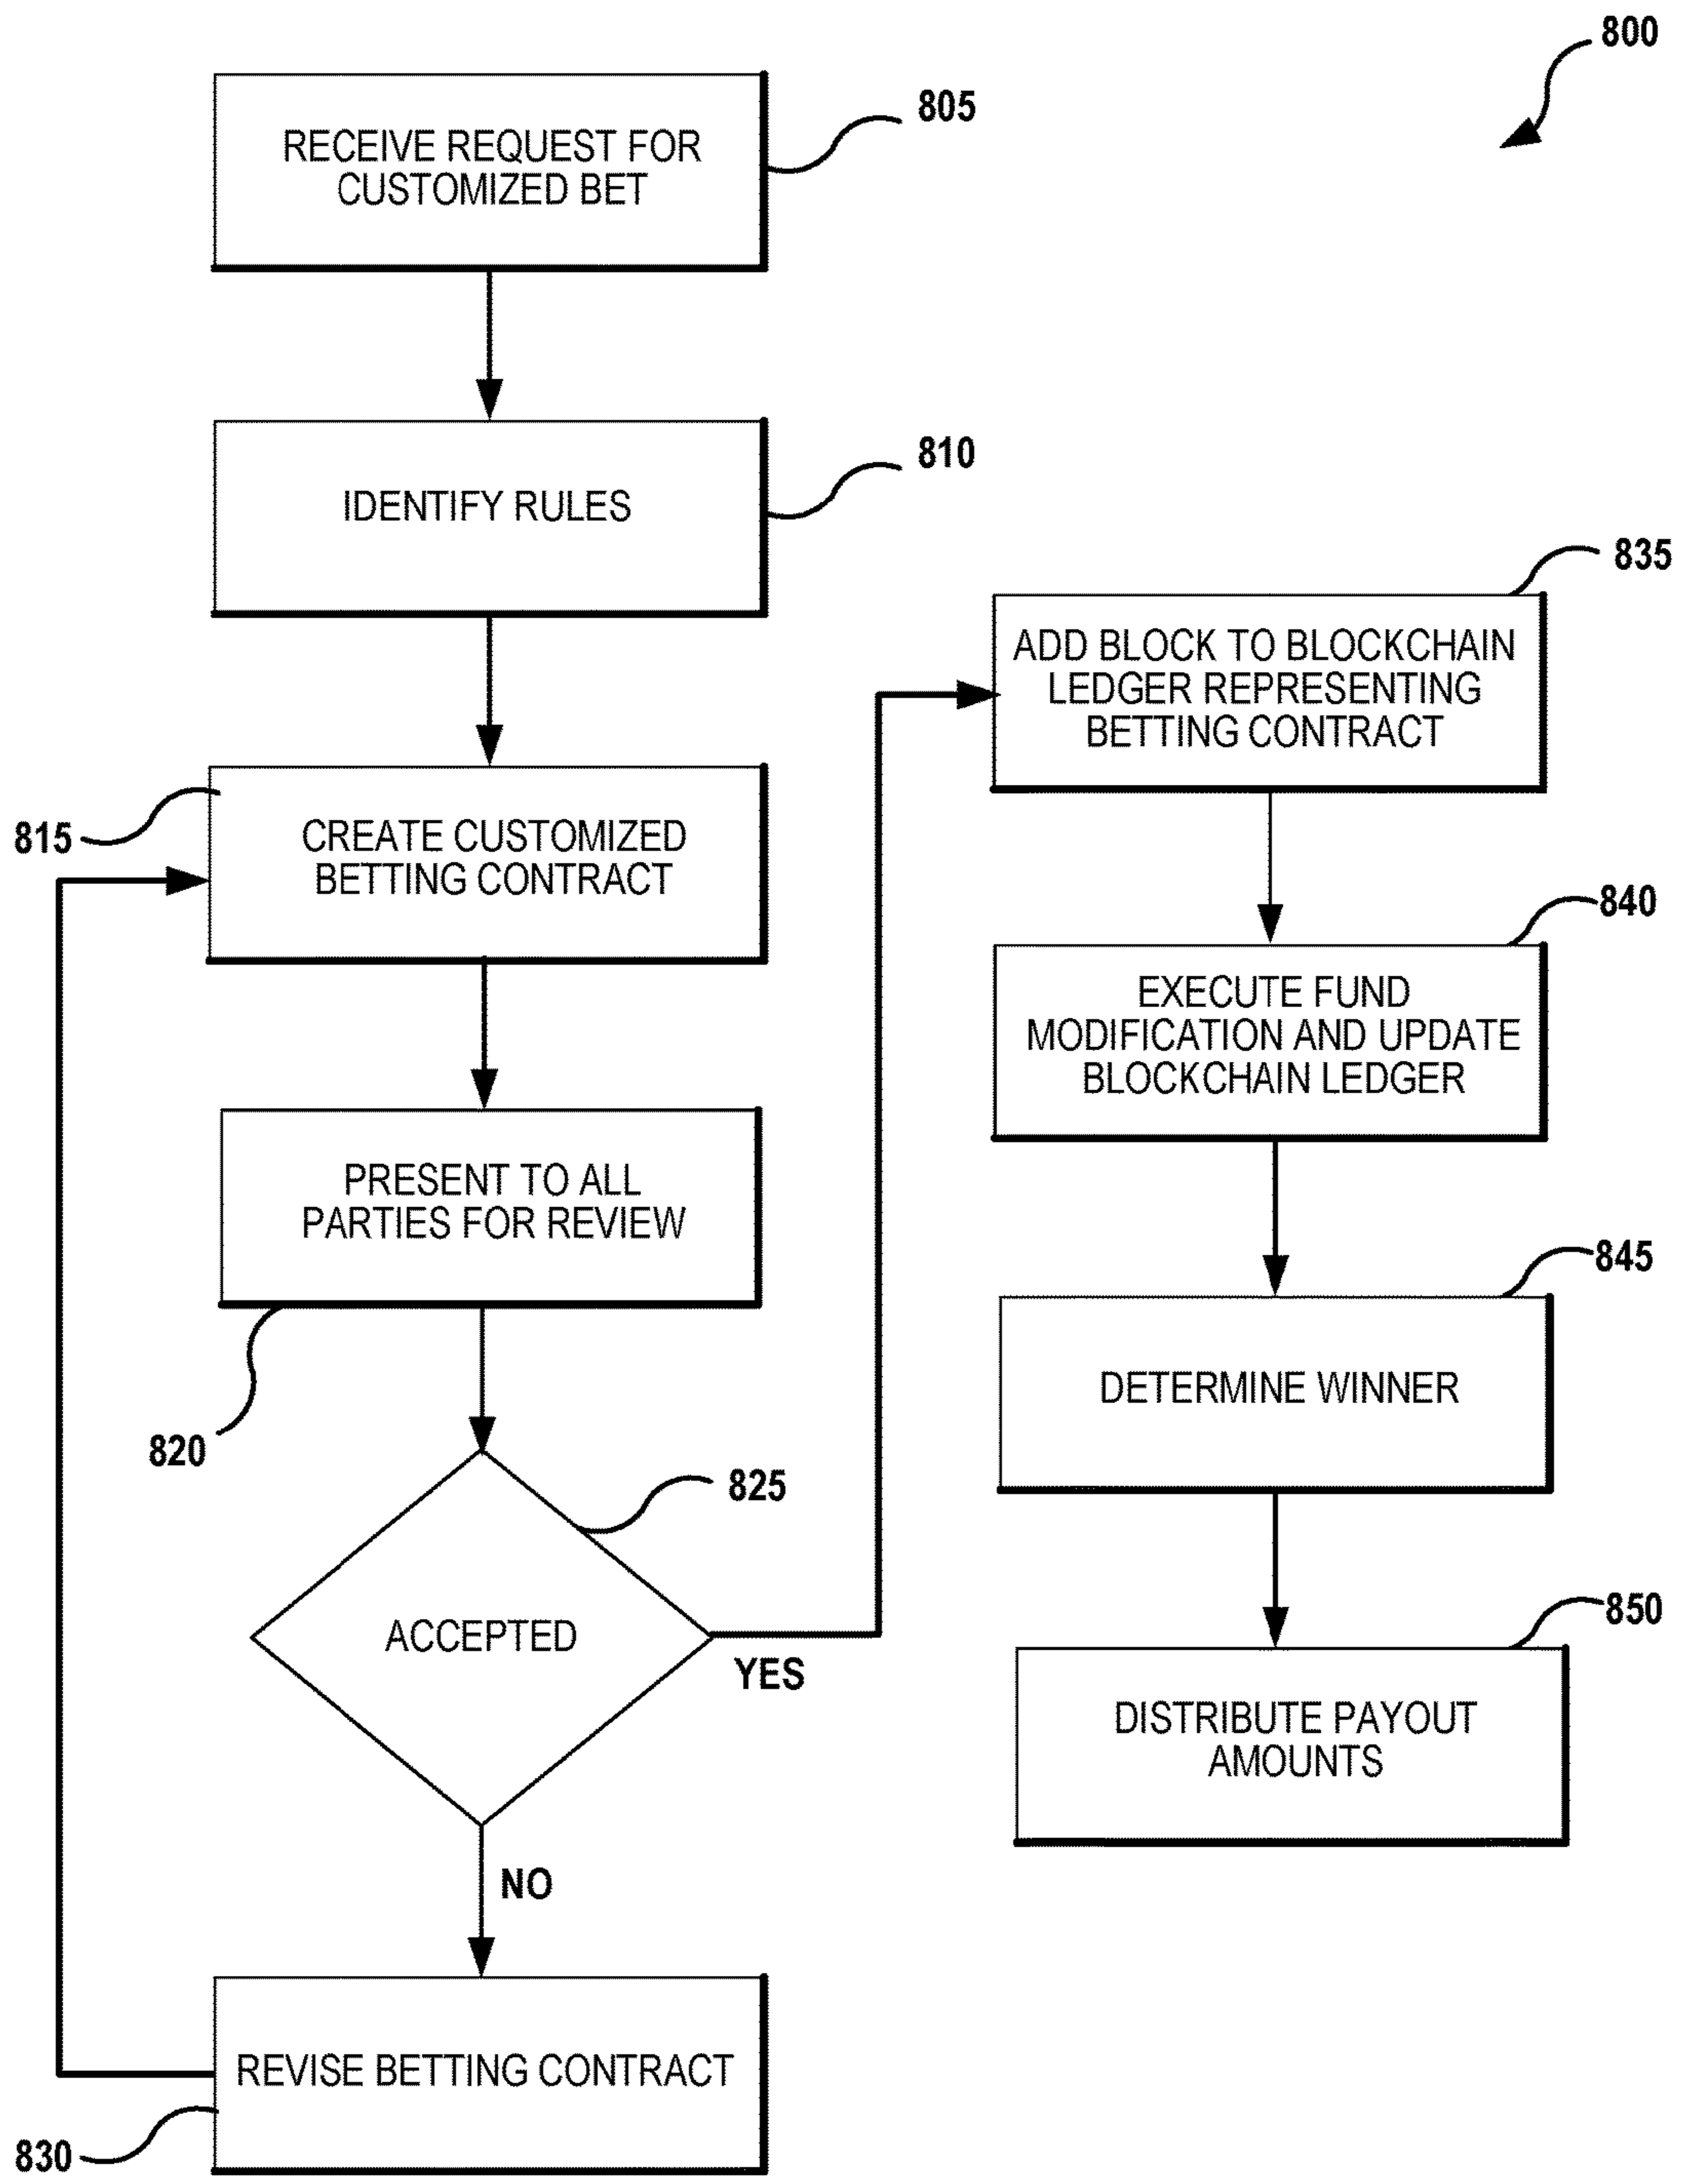 800
805
RECEIVE REQUEST FOR
CUSTOMIZED BET
810
IDENTIFY RULES
815
CREATE CUSTOMIZED
BETTING CONTRACT
PRESENT TO ALL
PARTIES FOR REVIEW
820
825
ACCEPTED
YES
NO
REVISE BETTING CONTRACT
830
835
ADD BLOCK TO BLOCKCHAIN
LEDGER REPRESENTING
BETTING CONTRACT
840
EXECUTE FUND
MODIFICATION AND UPDATE
BLOCKCHAIN LEDGER
845
DETERMINE WINNER
850
DISTRIBUTE PAYOUT
AMOUNTS